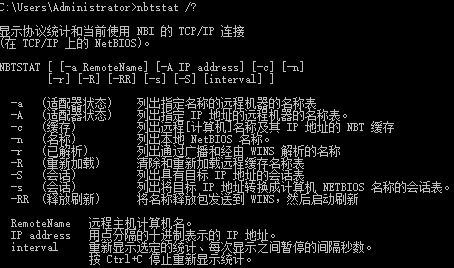 C:\Users\Administrator>nbtstat /?
显示协议统计和当前使用 NBI 的 TCP/IP 连接
(在 TCP/IP 上的 NetBIOS)。
NBTSTAT [ [-a RemoteName] [-A IP address] [-c] [-n]
[-r] [-R] [-RR] [-s] [-S] [interval] ]
-a (适配器状态) 列出指定名称的远程机器的名称表
-A (适配器状态) 列出指定 IP 地址的远程机器的名称表。
-c (缓存) 列出远程[计算机]名称及其 IP 地址的 NBT 缓存
-n (名称) 列出本地 NetBIOS 名称。
-r (已解析) 列出通过广播和经由 WINS 解析的名称
-R (重新加载) 清除和重新加载远程缓存名称表
-S (会话) 列出具有目标 IP 地址的会话表
-s (会话) 列出将目标 IP 地址转换成计算机 NETBIOS 名称的会话表。
-RR (释放刷新) 将名称释放包发送到 WINS，然后启动刷新
RemoteName 远程主机计算机名。
IP address 用点分隔的十进制表示的 IP 地址。
interval 重新显示选定的统计、每次显示之间暂停的间隔秒数。
按 Ctrl+C 停止重新显示统计。